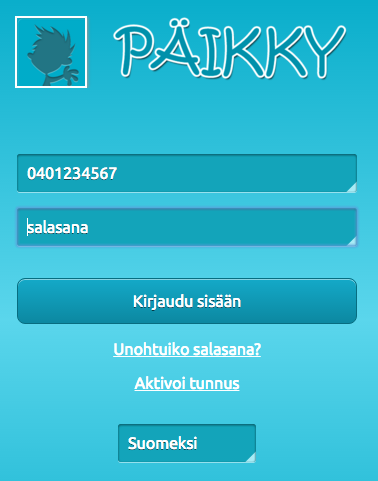 PÄIKKY
0401234567
salasana
Kirjaudu sisään
Unohtuiko salasana?
Aktivoi tunnus
Suomeksi